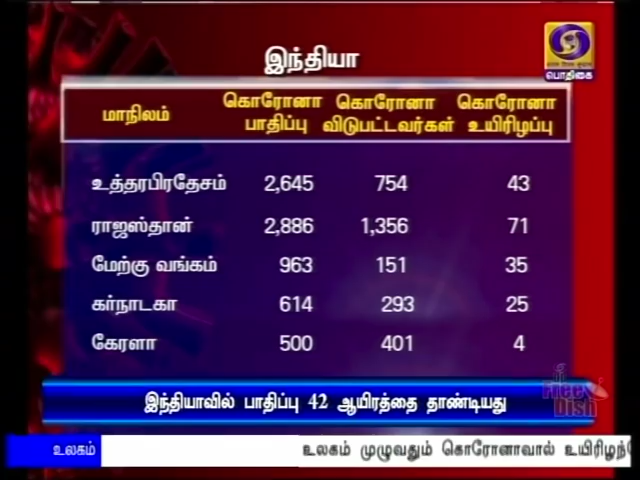 இந்தியா
பொதிகை
மாநிலம் கொரோனா பாதிப்பு கொரோனா விடுபட்டவர்கள் கொரோனா உயிரிழப்பு
உத்தரபிரதேசம் 2,645 754 43
ராஜஸ்தான் 2,886 1,356 71
மேற்கு வங்கம் 963 151 35
கர்நாடகா 614 293 25
கேரளா 500 401 4
இந்தியாவில் பாதிப்பு 42 ஆயிரத்தை தாண்டியது
Free Dish
உலகம் உலகம் முழுவதும் கொரோனாவால்